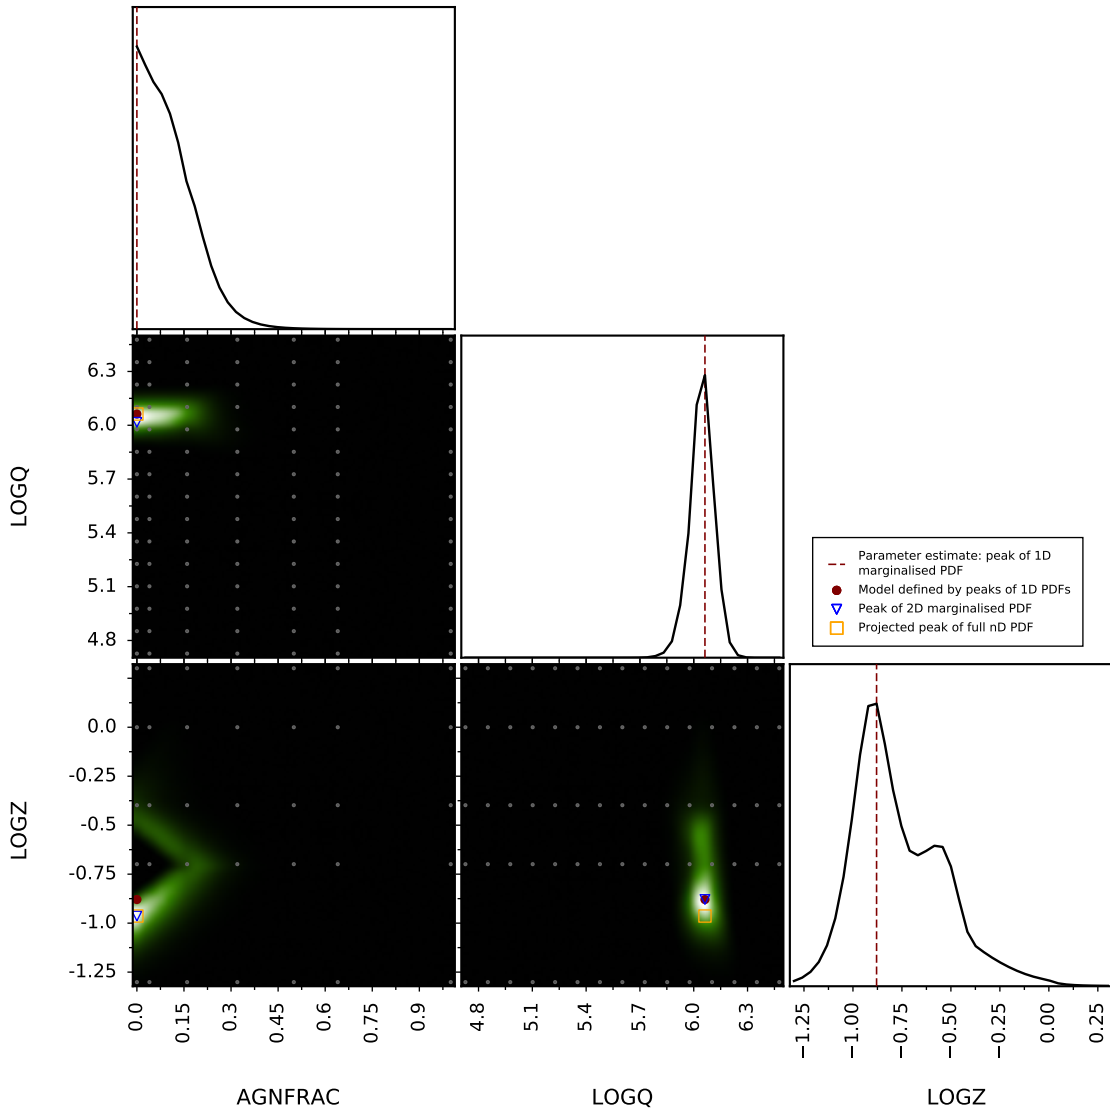 6.3
6.0
5.7
5.4
5.1
4.8
LOGQ
Parameter estimate: peak of 1D
marginalised PDF
Model defined by peaks of 1D PDFs
Peak of 2D marginalised PDF
Projected peak of full nD PDF
0.0
-0.25
-0.5
-0.75
-1.0
-1.25
LOGZ
0.0 0.15 0.3 0.45 0.6 0.75 0.9
4.8 5.1 5.4 5.7 6.0 6.3
−1.25 −1.00 −0.75 −0.50 −0.25 0.00 0.25
AGNFRAC LOGQ LOGZ